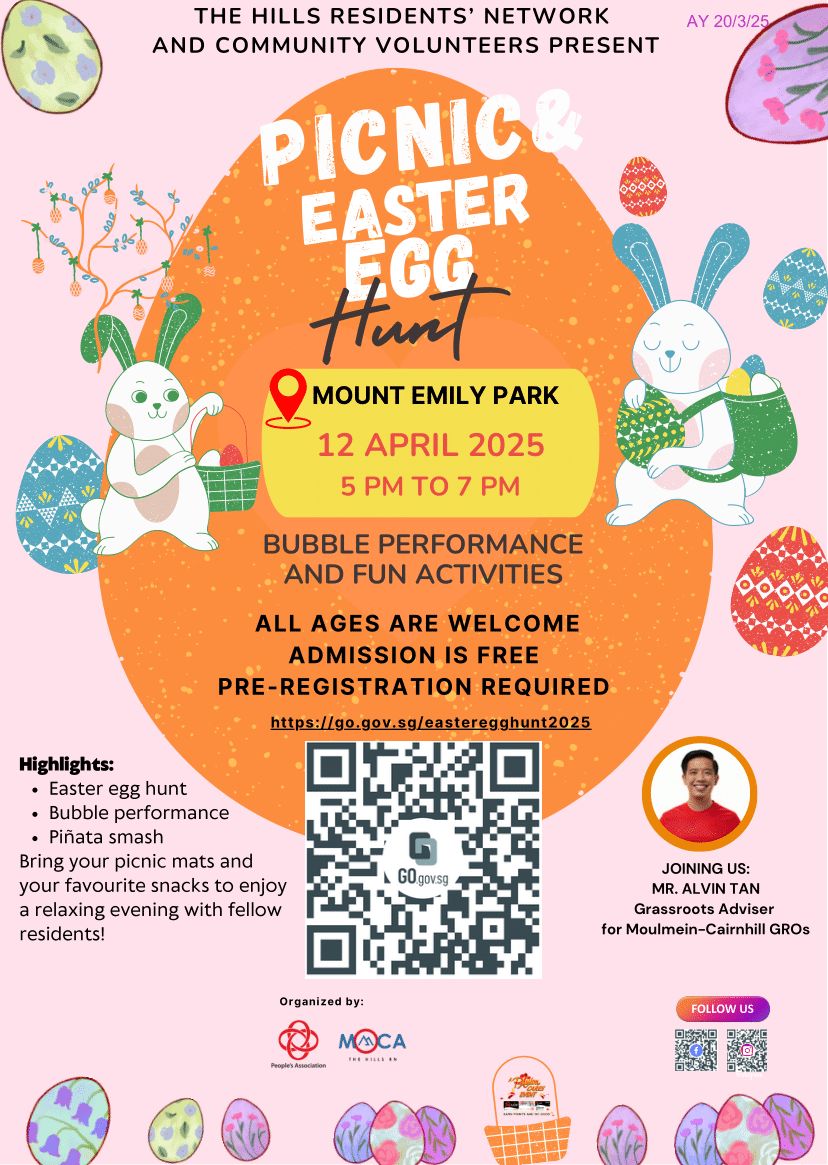 THE HILLS RESIDENTS' NETWORK
AND COMMUNITY VOLUNTEERS PRESENT
AY 20/3/25
PICNIC &
EASTER
EGG
Hunt
MOUNT EMILY PARK
12 APRIL 2025
5 PM TO 7 PM
BUBBLE PERFORMANCE
AND FUN ACTIVITIES
ALL AGES ARE WELCOME
ADMISSION IS FREE
PRE-REGISTRATION REQUIRED
https://go.gov.sg/easteregghunt2025
Highlights:
• Easter egg hunt
• Bubble performance
• Piñata smash
Bring your picnic mats and
your favourite snacks to enjoy
a relaxing evening with fellow
residents!
GO.gov.sg
JOINING US:
MR. ALVIN TAN
Grassroots Adviser
for Moulmein-Cairnhill GROs
Organized by:
People's Association
MOCA
THE HILLS RN
FOLLOW US
EVENT